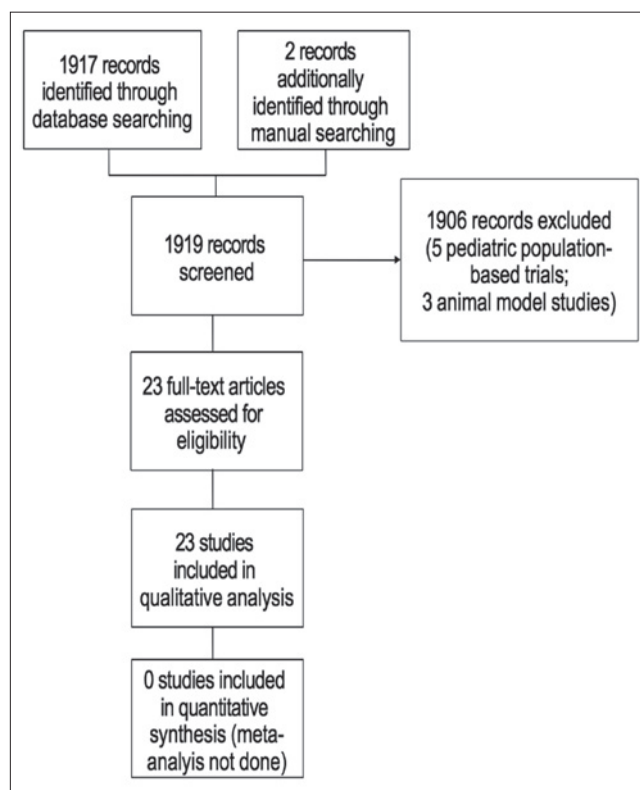 1917 records
identified through
database searching
2 records
additionally
identified through
manual searching
1919 records
screened
1906 records excluded
(5 pediatric population-
based trials;
3 animal model studies)
23 full-text articles
assessed for
eligibility
23 studies
included in
qualitative analysis
0 studies included
in quantitative
synthesis (meta-
analyis not done)